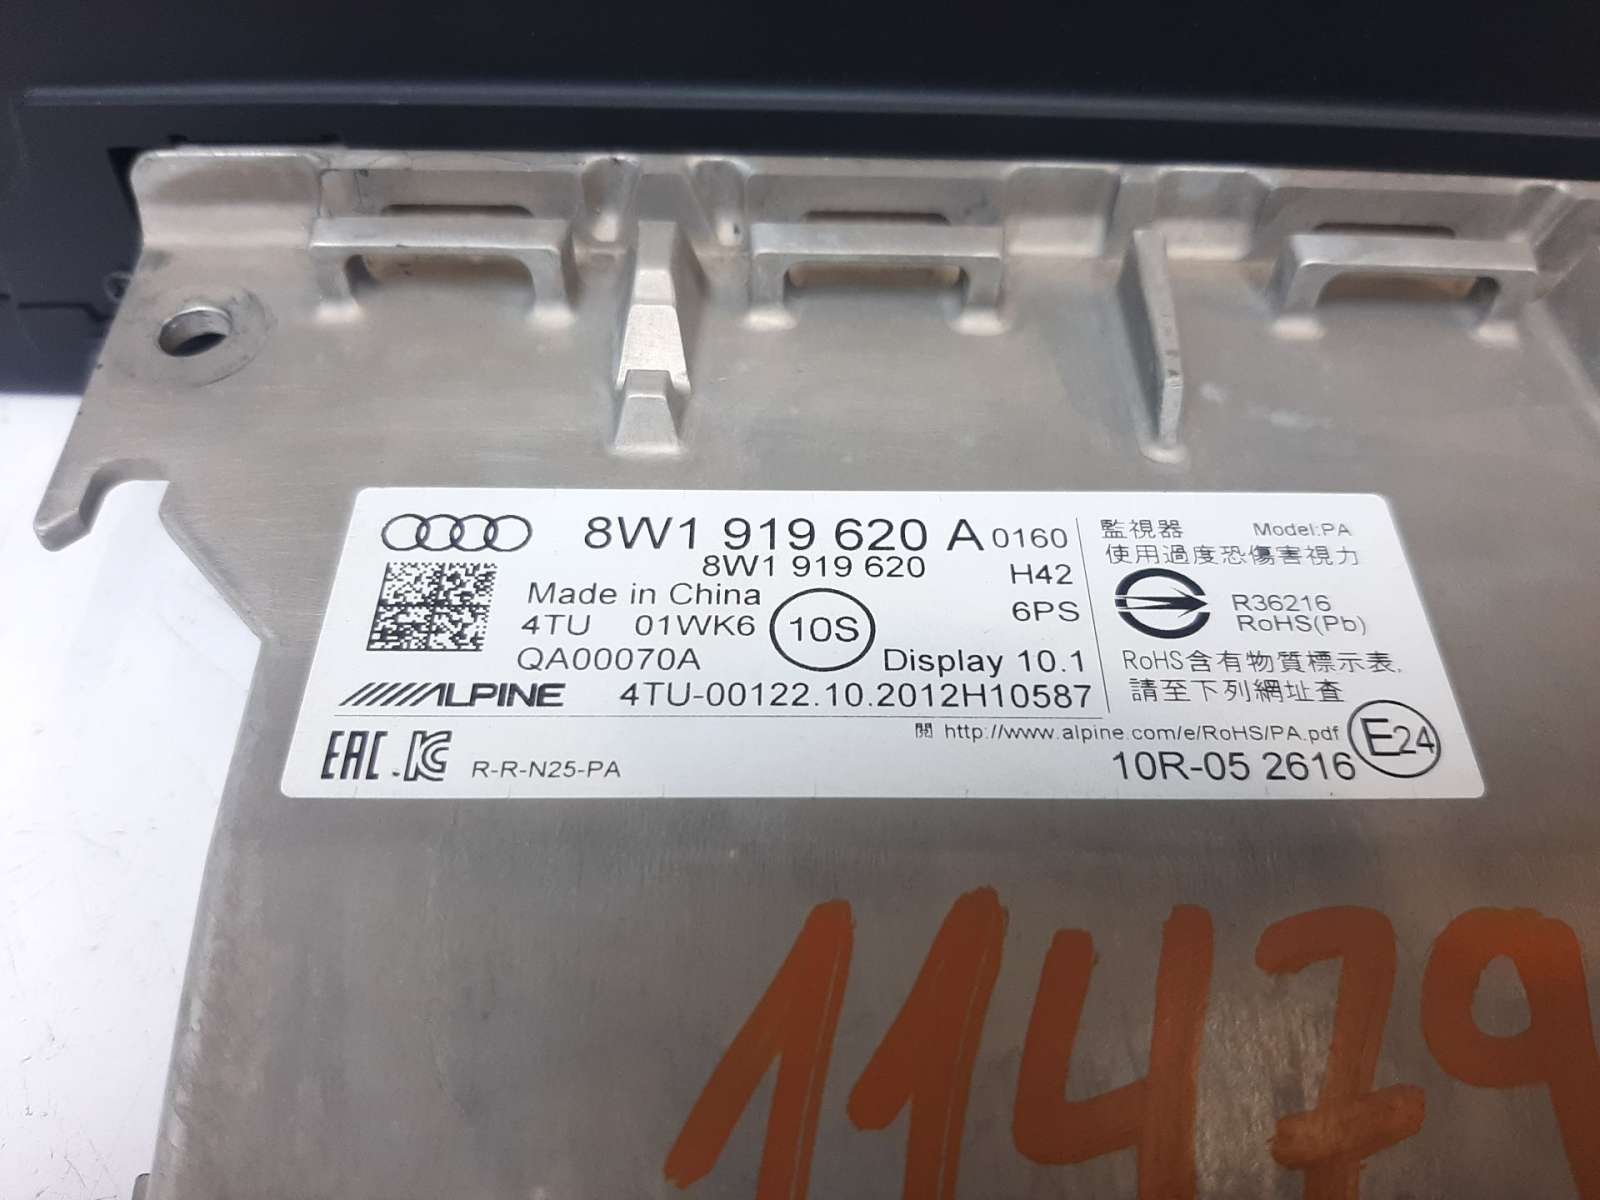 8W1 919 620 A 0160
8W1 919 620
H42
Made in China
6PS
4TU 01WK6
10S
QA00070A
Display 10.1
ALPINE 4TU-00122.10.2012H10587
監視器 Model:PA
使用過度恐傷害視力
R36216
RoHS(Pb)
RoHS含有物質標示表,
請至下列網址查
閱 http://www.alpine.com/e/RoHS/PA.pdf
E24
EAC KC R-R-N25-PA
10R-05 2616
11479